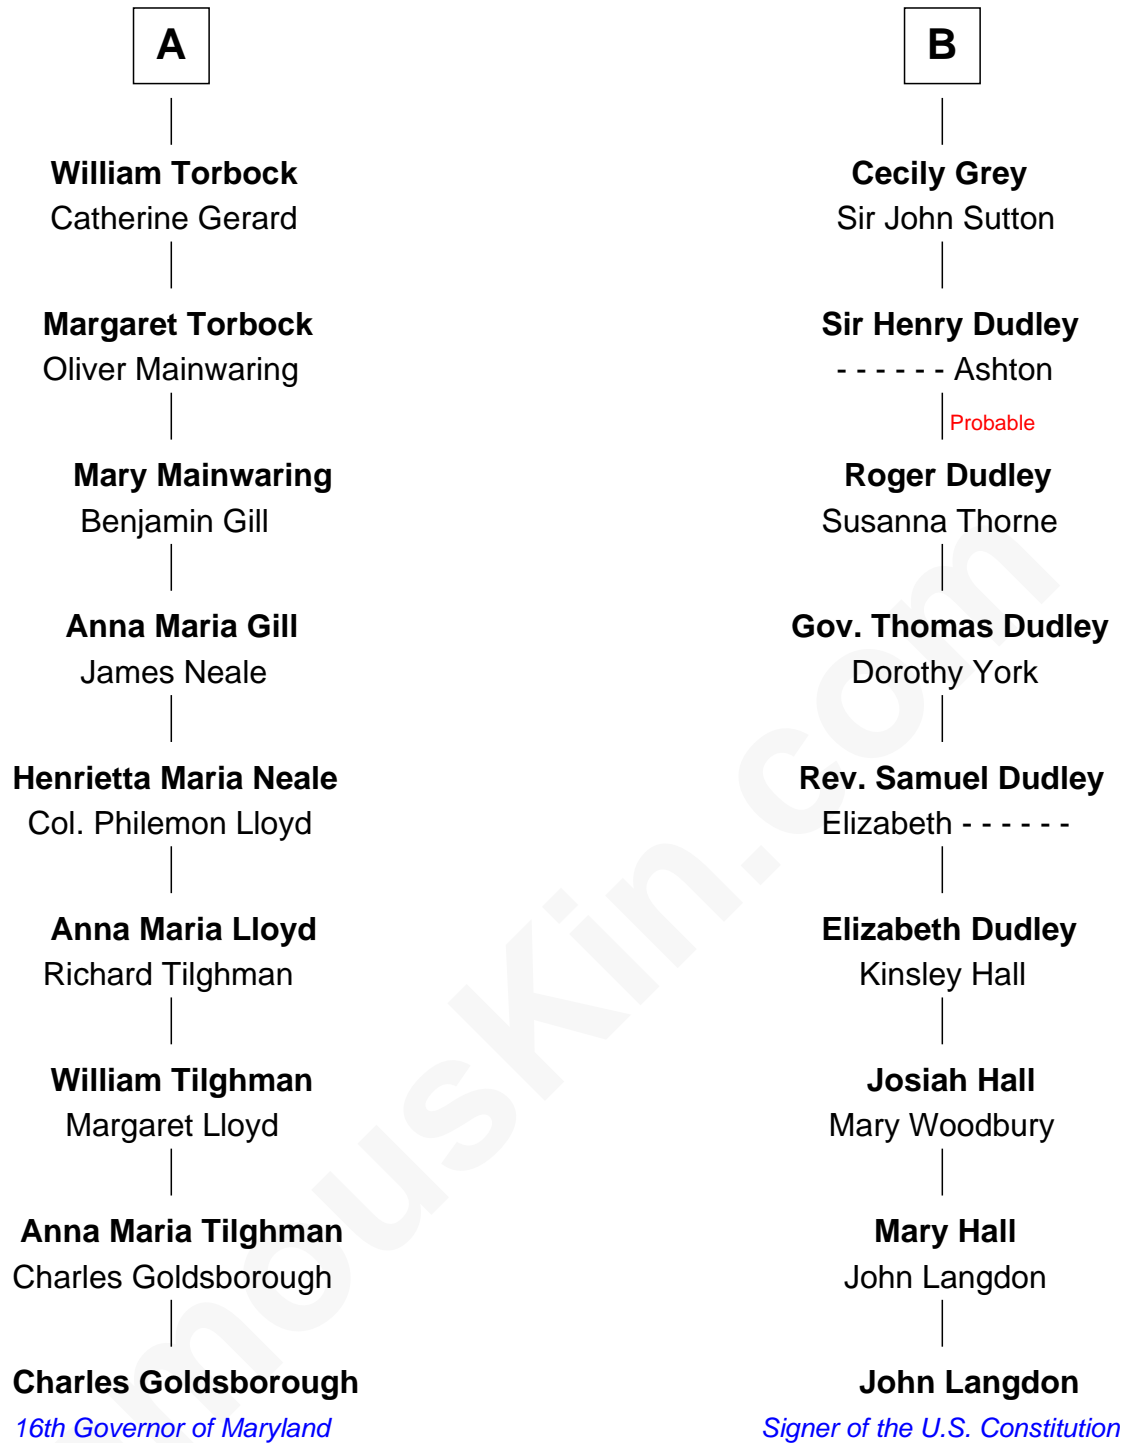 A
B
William Torbock
Catherine Gerard
Cecily Grey
Sir John Sutton
Margaret Torbock
Oliver Mainwaring
Sir Henry Dudley
- - - - - - Ashton
Probable
Mary Mainwaring
Benjamin Gill
Roger Dudley
Susanna Thorne
Anna Maria Gill
James Neale
Gov. Thomas Dudley
Dorothy York
Henrietta Maria Neale
Col. Philemon Lloyd
Rev. Samuel Dudley
Elizabeth - - - - - -
Anna Maria Lloyd
Richard Tilghman
Elizabeth Dudley
Kinsley Hall
William Tilghman
Margaret Lloyd
Josiah Hall
Mary Woodbury
Anna Maria Tilghman
Charles Goldsborough
Mary Hall
John Langdon
Charles Goldsborough
16th Governor of Maryland
John Langdon
Signer of the U.S. Constitution
mousKin.com